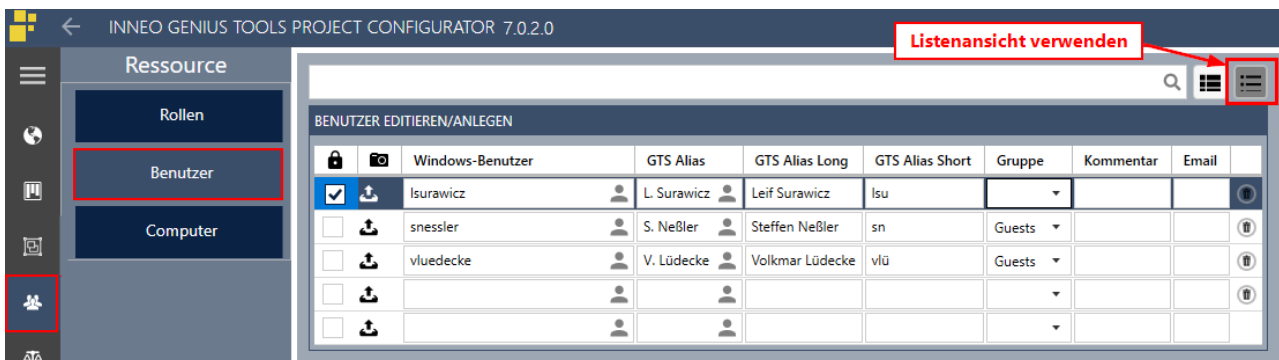 INNEO GENIUS TOOLS PROJECT CONFIGURATOR 7.0.2.0
Listenansicht verwenden
Ressource
Rollen
Benutzer
Computer
BENUTZER EDITIEREN/ANLEGEN
Windows-Benutzer GTS Alias GTS Alias Long GTS Alias Short Gruppe Kommentar Email
lsurawicz L. Surawicz Leif Surawicz lsu
snessler S. Neßler Steffen Neßler sn Guests
vluedecke V. Lüdecke Volkmar Lüdecke vlü Guests